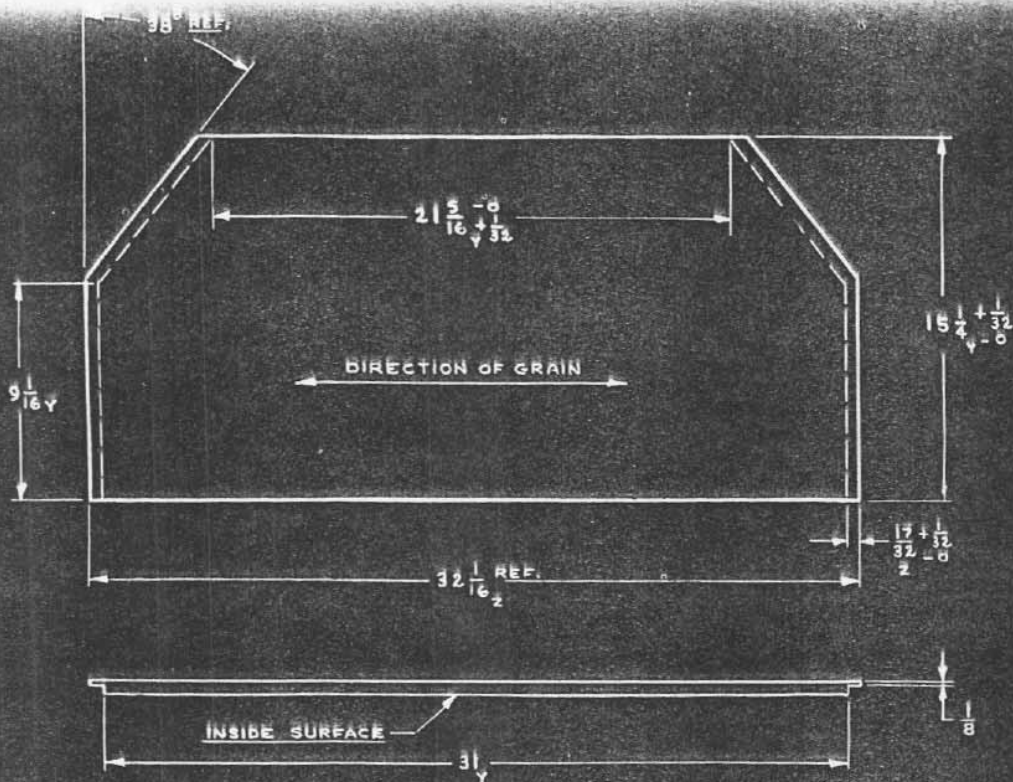 38° REF.
21 5/16 Y -0 +1/32
15 1/4 Y +1/32 -0
DIRECTION OF GRAIN
9 1/16 Y
17/32 Z +1/32 -0
32 1/16 Z REF.
INSIDE SURFACE
1/8
31 Y